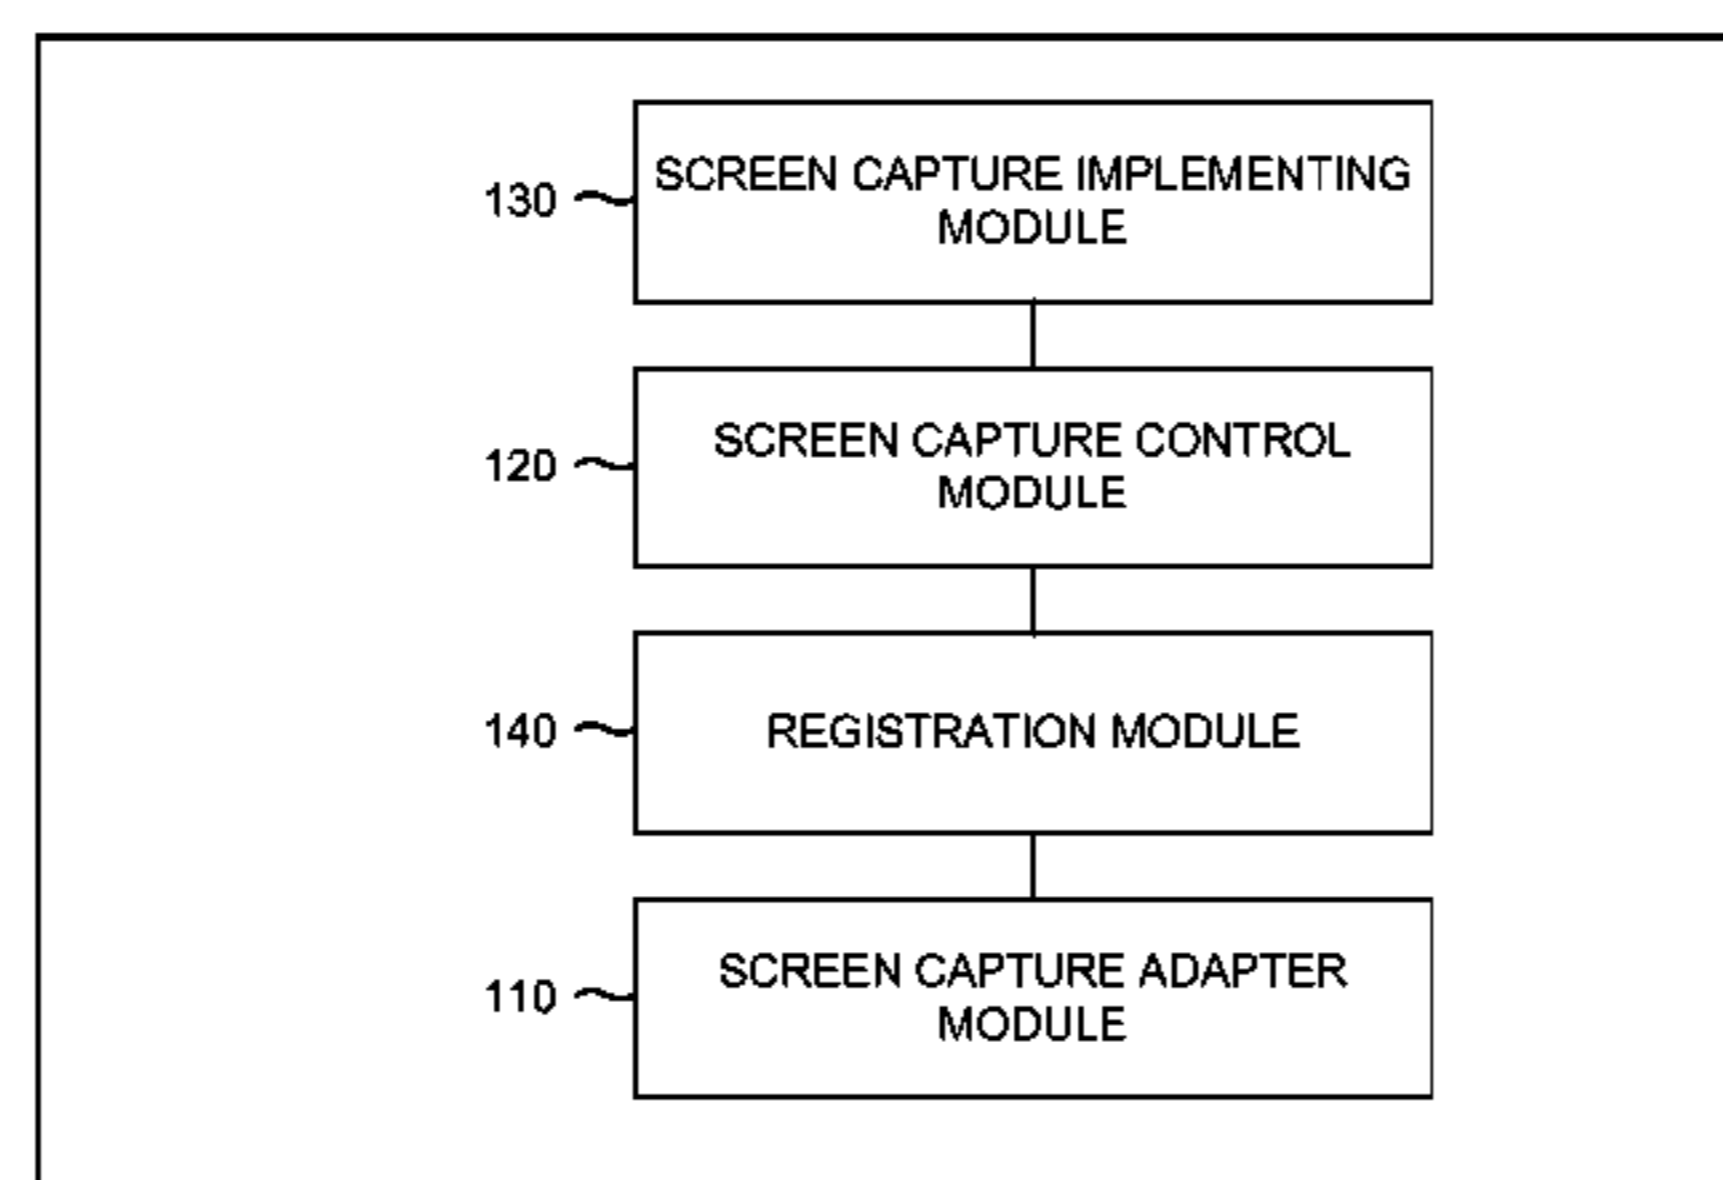 130
SCREEN CAPTURE IMPLEMENTING
MODULE
120
SCREEN CAPTURE CONTROL
MODULE
140
REGISTRATION MODULE
110
SCREEN CAPTURE ADAPTER
MODULE